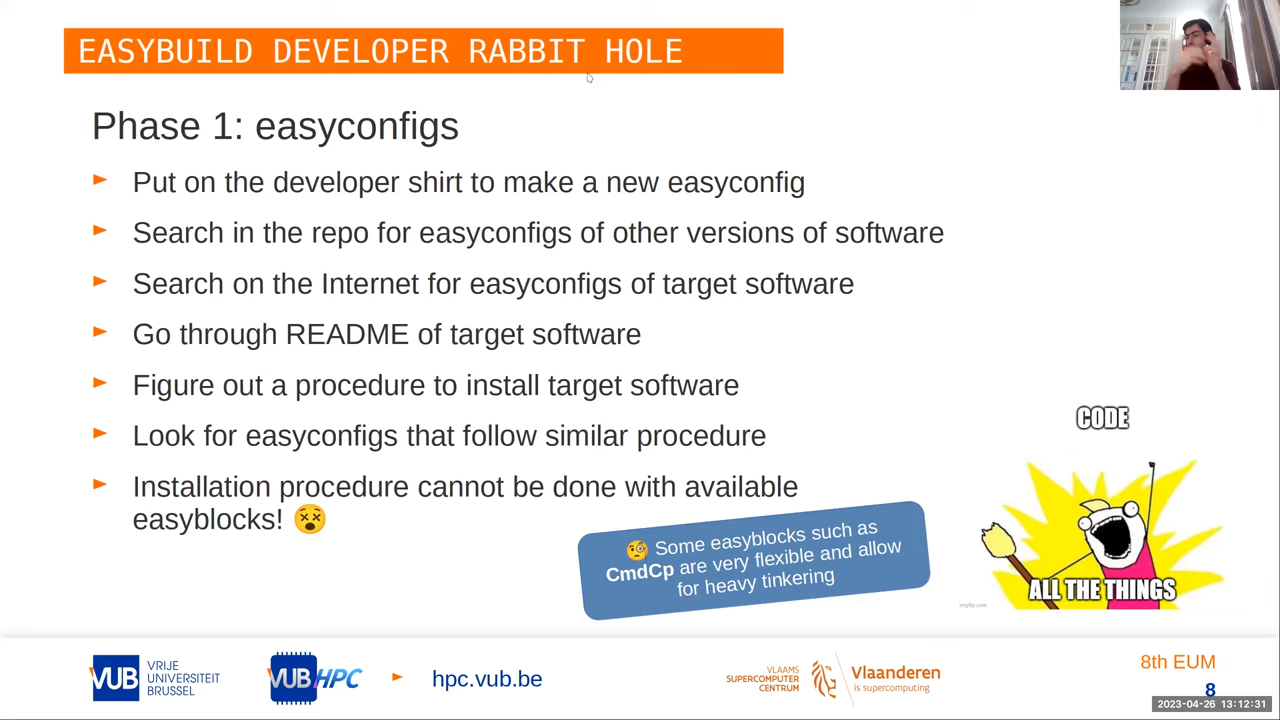 EASYBUILD DEVELOPER RABBIT HOLE
Phase 1: easyconfigs
Put on the developer shirt to make a new easyconfig
Search in the repo for easyconfigs of other versions of software
Search on the Internet for easyconfigs of target software
Go through README of target software
Figure out a procedure to install target software
Look for easyconfigs that follow similar procedure
Installation procedure cannot be done with available
easyblocks! 😵
🧐 Some easyblocks such as
CmdCp are very flexible and allow
for heavy tinkering
CODE
ALL THE THINGS
imgflip.com
VUB
VRIJE
UNIVERSITEIT
BRUSSEL
VUB HPC
hpc.vub.be
VLAAMS
SUPERCOMPUTER
CENTRUM
Vlaanderen
is supercomputing
8th EUM
8
2023-04-26 13:12:31